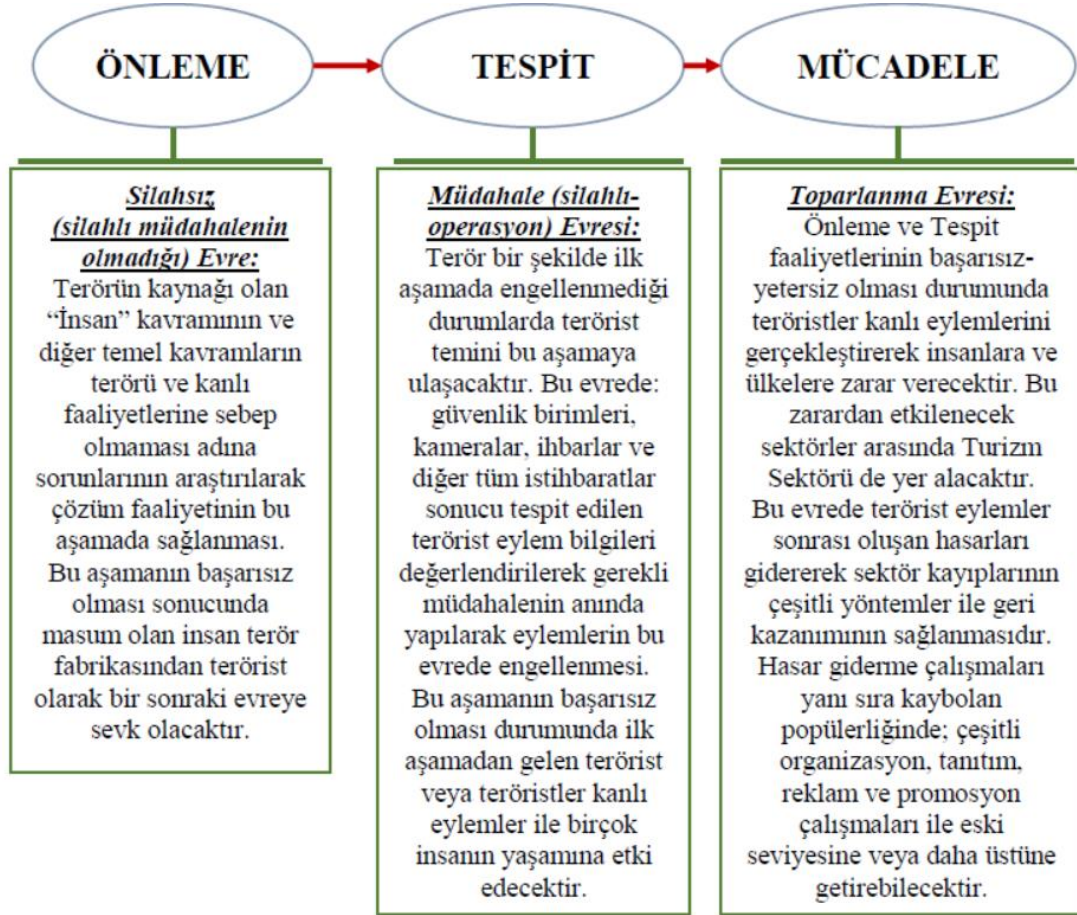 ÖNLEME
TESPİT
MÜCADELE
Silahsız
(silahlı müdahalenin
olmadığı) Evre:
Terörün kaynağı olan
“İnsan” kavramının ve
diğer temel kavramların
terörü ve kanlı
faaliyetlerine sebep
olmaması adına
sorunlarının araştırılarak
çözüm faaliyetinin bu
aşamada sağlanması.
Bu aşamanın başarısız
olması sonucunda
masum olan insan terör
fabrikasından terörist
olarak bir sonraki evreye
sevk olacaktır.
Müdahale (silahlı-
operasyon) Evresi:
Terör bir şekilde ilk
aşamada engellenmediği
durumlarda terörist
temini bu aşamaya
ulaşacaktır. Bu evrede:
güvenlik birimleri,
kameralar, ihbarlar ve
diğer tüm istihbaratlar
sonucu tespit edilen
terörist eylem bilgileri
değerlendirilerek gerekli
müdahalenin anında
yapılarak eylemlerin bu
evrede engellenmesi.
Bu aşamanın başarısız
olması durumunda ilk
aşamadan gelen terörist
veya teröristler kanlı
eylemler ile birçok
insanın yaşamına etki
edecektir.
Toparlanma Evresi:
Önleme ve Tespit
faaliyetlerinin başarısız-
yetersiz olması durumunda
teröristler kanlı eylemlerini
gerçekleştirerek insanlara ve
ülkelere zarar verecektir. Bu
zarardan etkilenecek
sektörler arasında Turizm
Sektörü de yer alacaktır.
Bu evrede terörist eylemler
sonrası oluşan hasarları
gidererek sektör kayıplarının
çeşitli yöntemler ile geri
kazanımının sağlanmasıdır.
Hasar giderme çalışmaları
yanı sıra kaybolan
popülerliğinde; çeşitli
organizasyon, tanıtım,
reklam ve promosyon
çalışmaları ile eski
seviyesine veya daha üstüne
getirebilecektir.